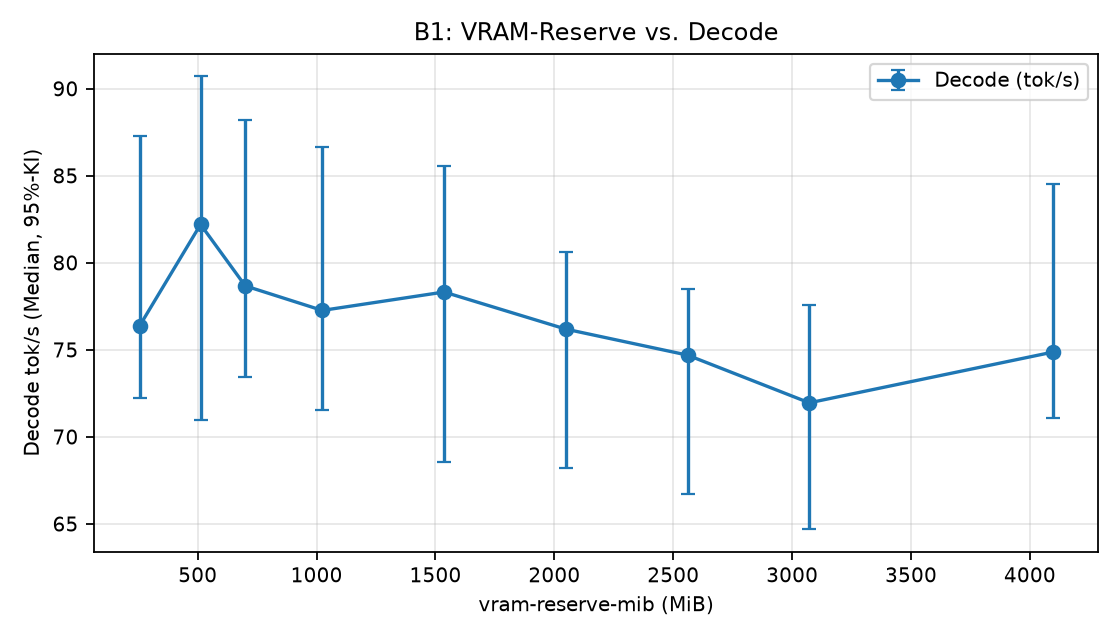 B1: VRAM-Reserve vs. Decode
Decode (tok/s)
Decode tok/s (Median, 95%-KI)
90
85
80
75
70
65
500 1000 1500 2000 2500 3000 3500 4000
vram-reserve-mib (MiB)